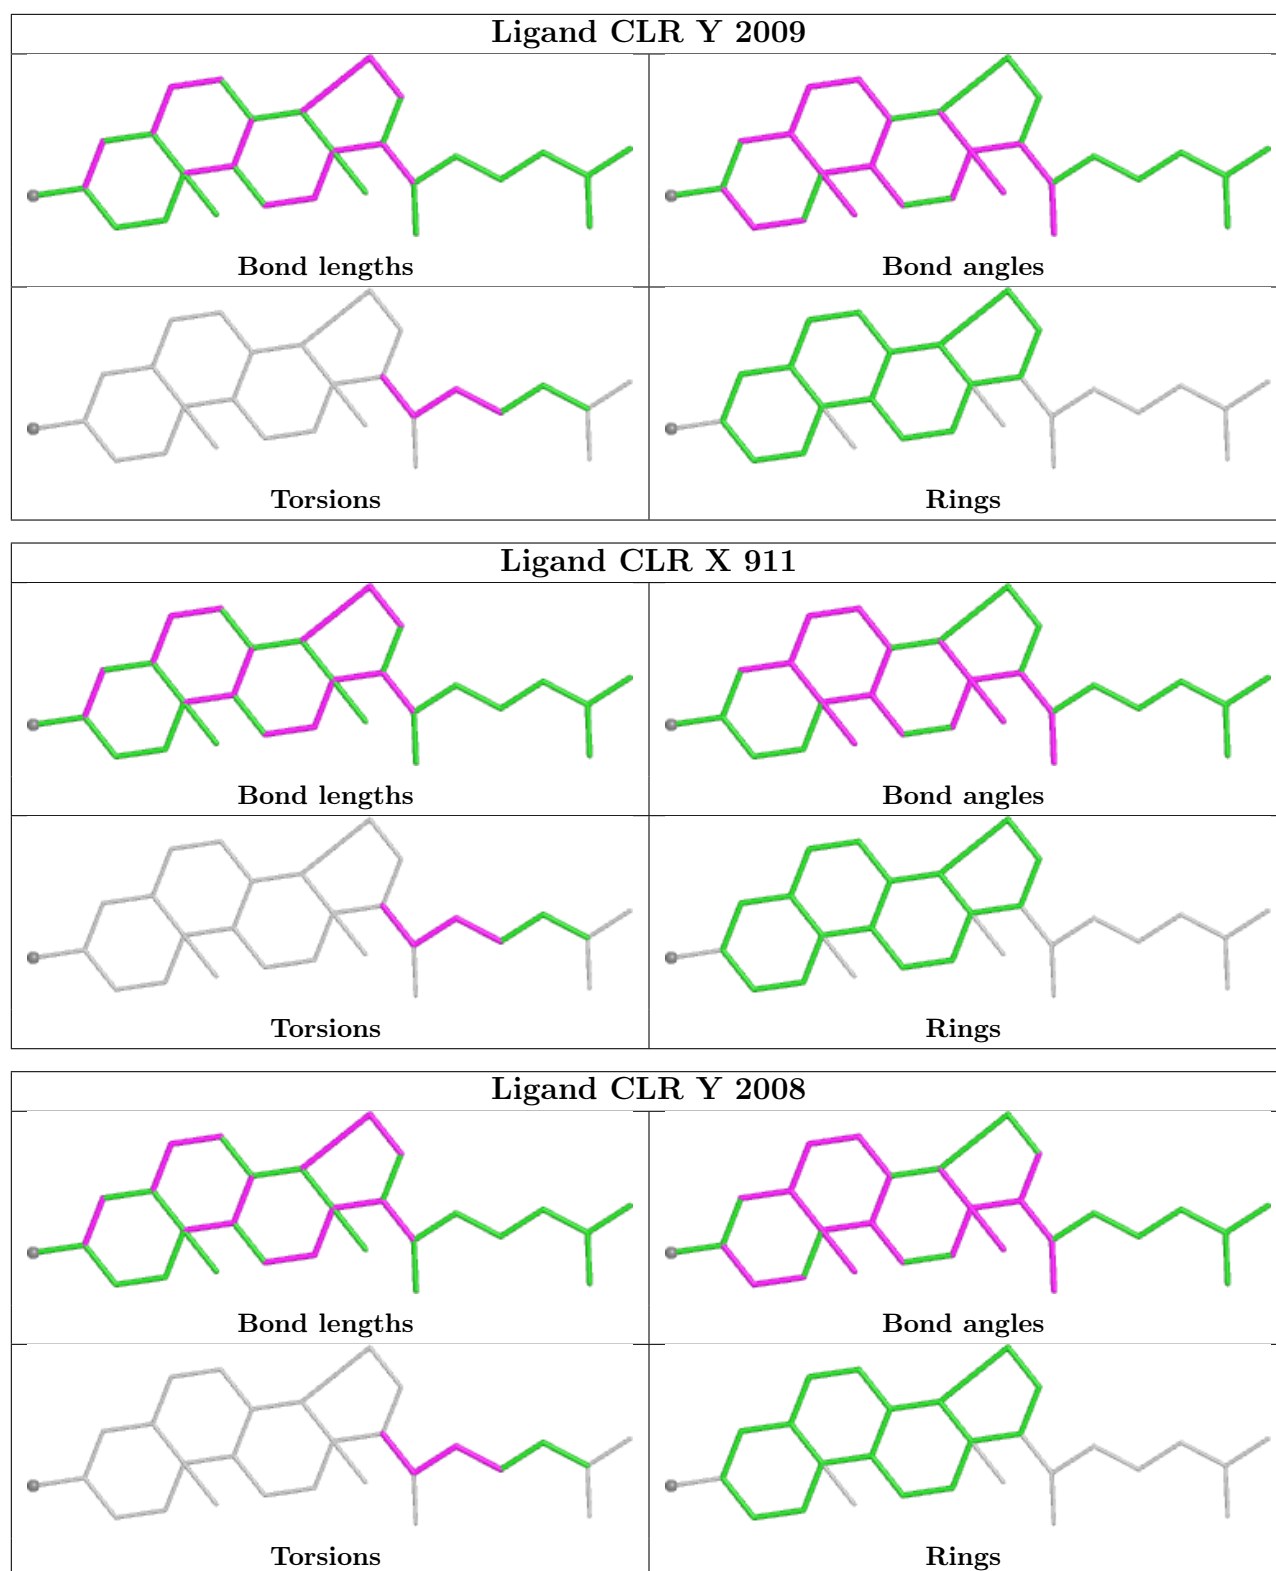 Ligand CLR Y 2009
Bond lengths
Bond angles
Torsions
Rings
Ligand CLR X 911
Bond lengths
Bond angles
Torsions
Rings
Ligand CLR Y 2008
Bond lengths
Bond angles
Torsions
Rings